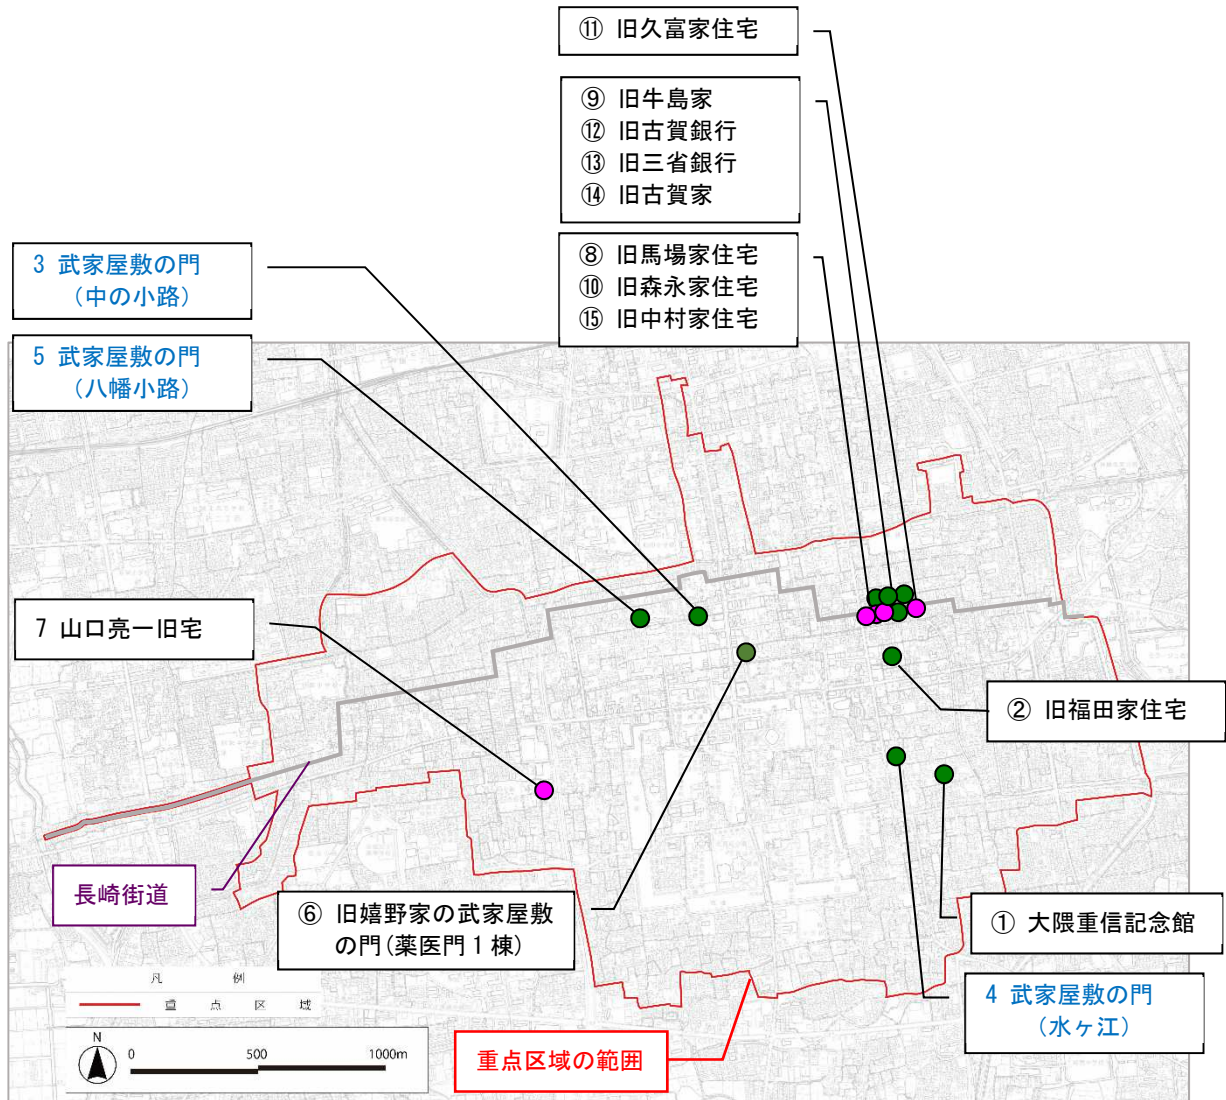 ⑪ 旧久富家住宅
⑨ 旧牛島家
⑫ 旧古賀銀行
⑬ 旧三省銀行
⑭ 旧古賀家
⑧ 旧馬場家住宅
⑩ 旧森永家住宅
⑮ 旧中村家住宅
3 武家屋敷の門
（中の小路）
5 武家屋敷の門
（八幡小路）
7 山口亮一旧宅
② 旧福田家住宅
長崎街道
⑥ 旧嬉野家の武家屋敷
の門(薬医門１棟)
① 大隈重信記念館
4 武家屋敷の門
（水ヶ江）
重点区域の範囲
凡 例
重 点 区 域
N
0 500 1000m